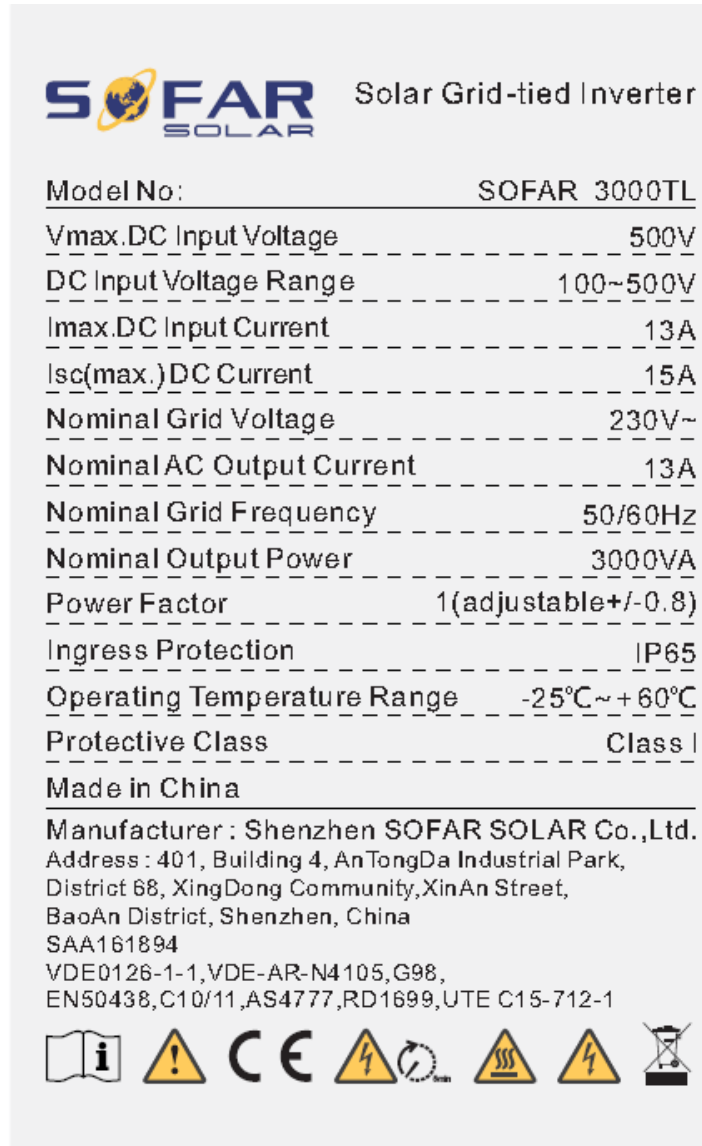 SOFAR
SOLAR
Solar Grid-tied Inverter
Model No: SOFAR 3000TL
Vmax.DC Input Voltage 500V
DC Input Voltage Range 100~500V
Imax.DC Input Current 13A
Isc(max.) DC Current 15A
Nominal Grid Voltage 230V~
Nominal AC Output Current 13A
Nominal Grid Frequency 50/60Hz
Nominal Output Power 3000VA
Power Factor 1(adjustable+/-0.8)
Ingress Protection IP65
Operating Temperature Range -25℃~+60℃
Protective Class Class I
Made in China
Manufacturer : Shenzhen SOFAR SOLAR Co.,Ltd.
Address : 401, Building 4, AnTongDa Industrial Park,
District 68, XingDong Community,XinAn Street,
BaoAn District, Shenzhen, China
SAA161894
VDE0126-1-1,VDE-AR-N4105,G98,
EN50438,C10/11,AS4777,RD1699,UTE C15-712-1
i ! CE 5min